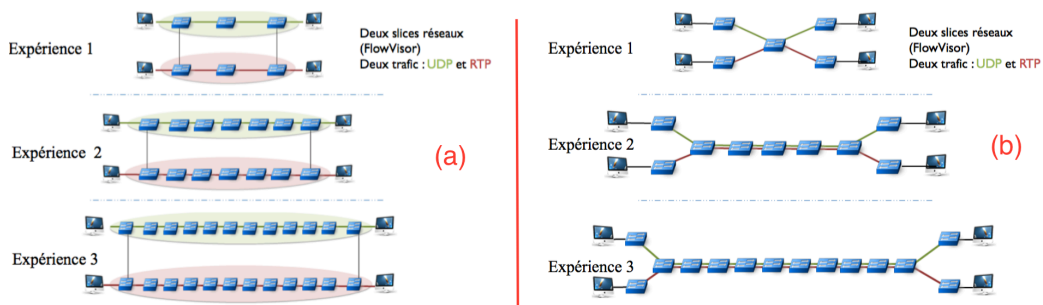 Expérience 1
Deux slices réseaux
(FlowVisor)
Deux trafic : UDP et RTP
Expérience 2
(a)
Expérience 3
Expérience 1
Deux slices réseaux
(FlowVisor)
Deux trafic : UDP et RTP
Expérience 2
(b)
Expérience 3